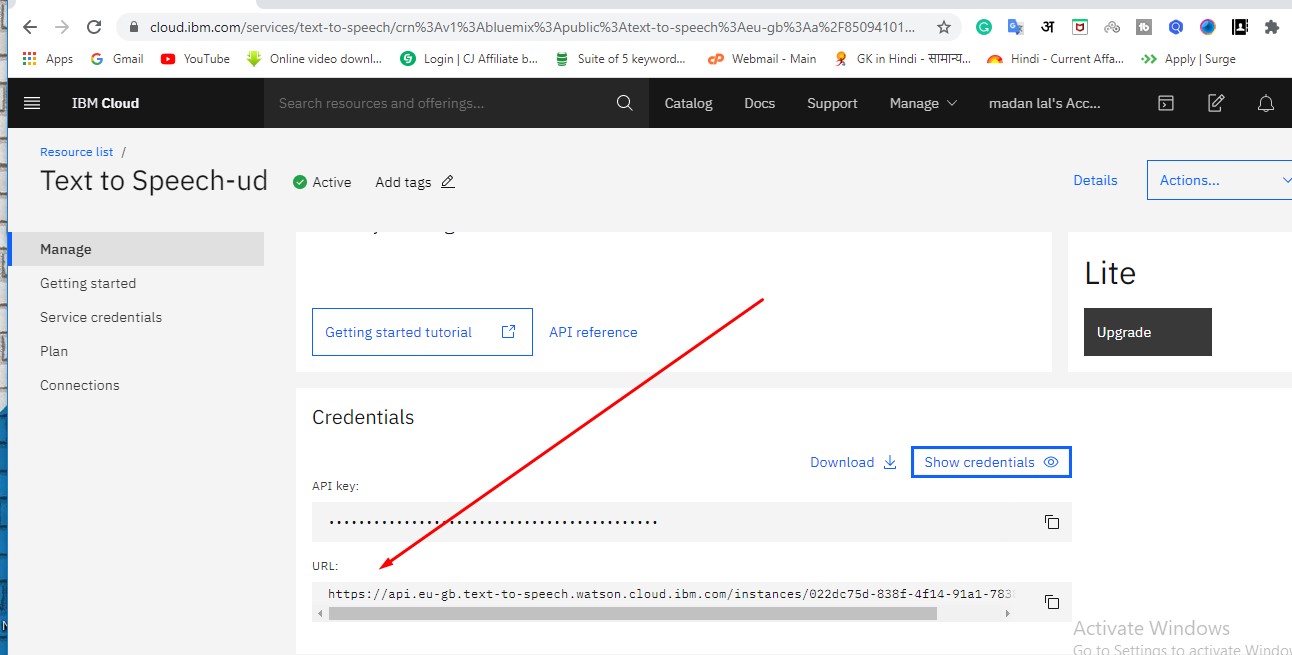 cloud.ibm.com/services/text-to-speech/crn%3Av1%3Abluemix%3Apublic%3Atext-to-speech%3Aeu-gb%3Aa%2F85094101...
Apps Gmail YouTube Online video downl... Login | CJ Affiliate b... Suite of 5 keyword... Webmail - Main GK in Hindi - सामान्य... Hindi - Current Affa... Apply | Surge
IBM Cloud Search resources and offerings... Catalog Docs Support Manage madan lal's Acc...
Resource list /
Text to Speech-ud Active Add tags Details Actions...
Manage
Getting started
Service credentials
Plan
Connections
Getting started tutorial API reference
Lite
Upgrade
Credentials
Download Show credentials
API key:
URL:
https://api.eu-gb.text-to-speech.watson.cloud.ibm.com/instances/022dc75d-838f-4f14-91a1-783
Activate Windows
Go to Settings to activate Windo